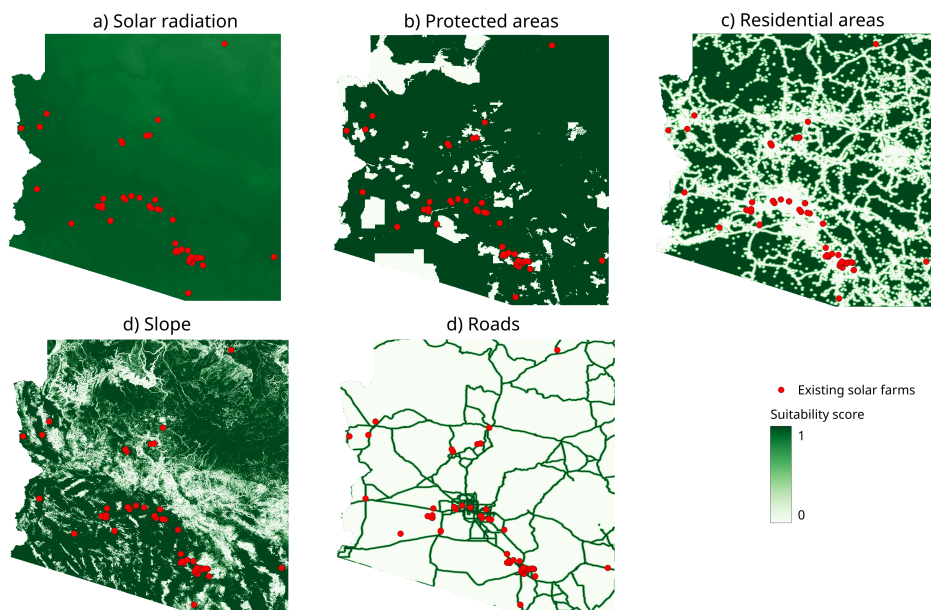 a) Solar radiation
b) Protected areas
c) Residential areas
d) Slope
d) Roads
Existing solar farms
Suitability score
1
0